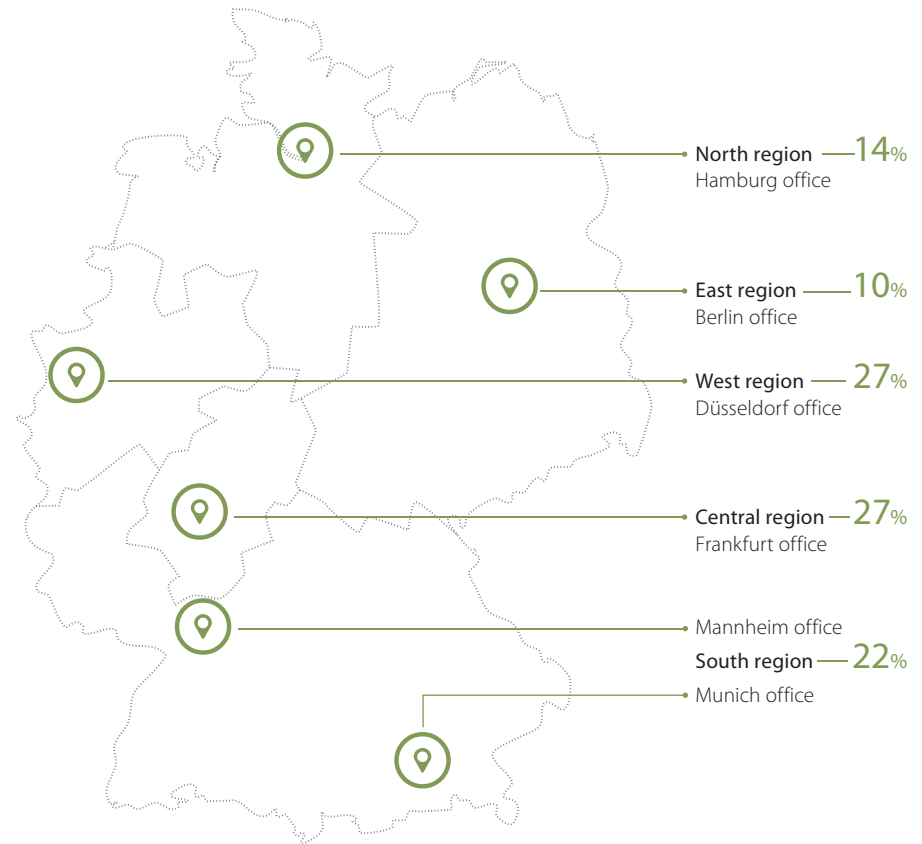 North region 14%
Hamburg office
East region 10%
Berlin office
West region 27%
Düsseldorf office
Central region 27%
Frankfurt office
Mannheim office
South region 22%
Munich office